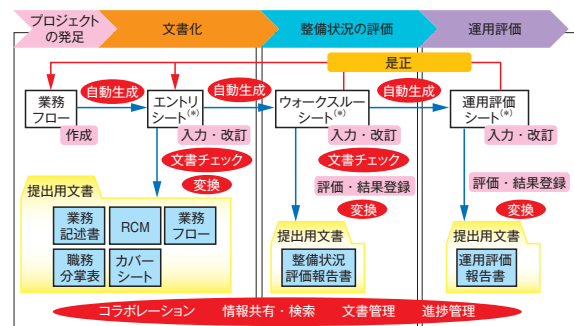 プロジェクト
の発足
文書化
整備状況の評価
運用評価
是正
自動生成
自動生成
自動生成
業務
フロー
エントリ
シート(*)
ウォークスルー
シート(*)
運用評価
シート(*)
作成
入力・改訂
入力・改訂
入力・改訂
文書チェック
文書チェック
変換
評価・結果登録
評価・結果登録
変換
変換
提出用文書
業務
記述書
RCM
業務
フロー
職務
分掌表
カバー
シート
提出用文書
整備状況
評価報告書
提出用文書
運用評価
報告書
コラボレーション 情報共有・検索 文書管理 進捗管理